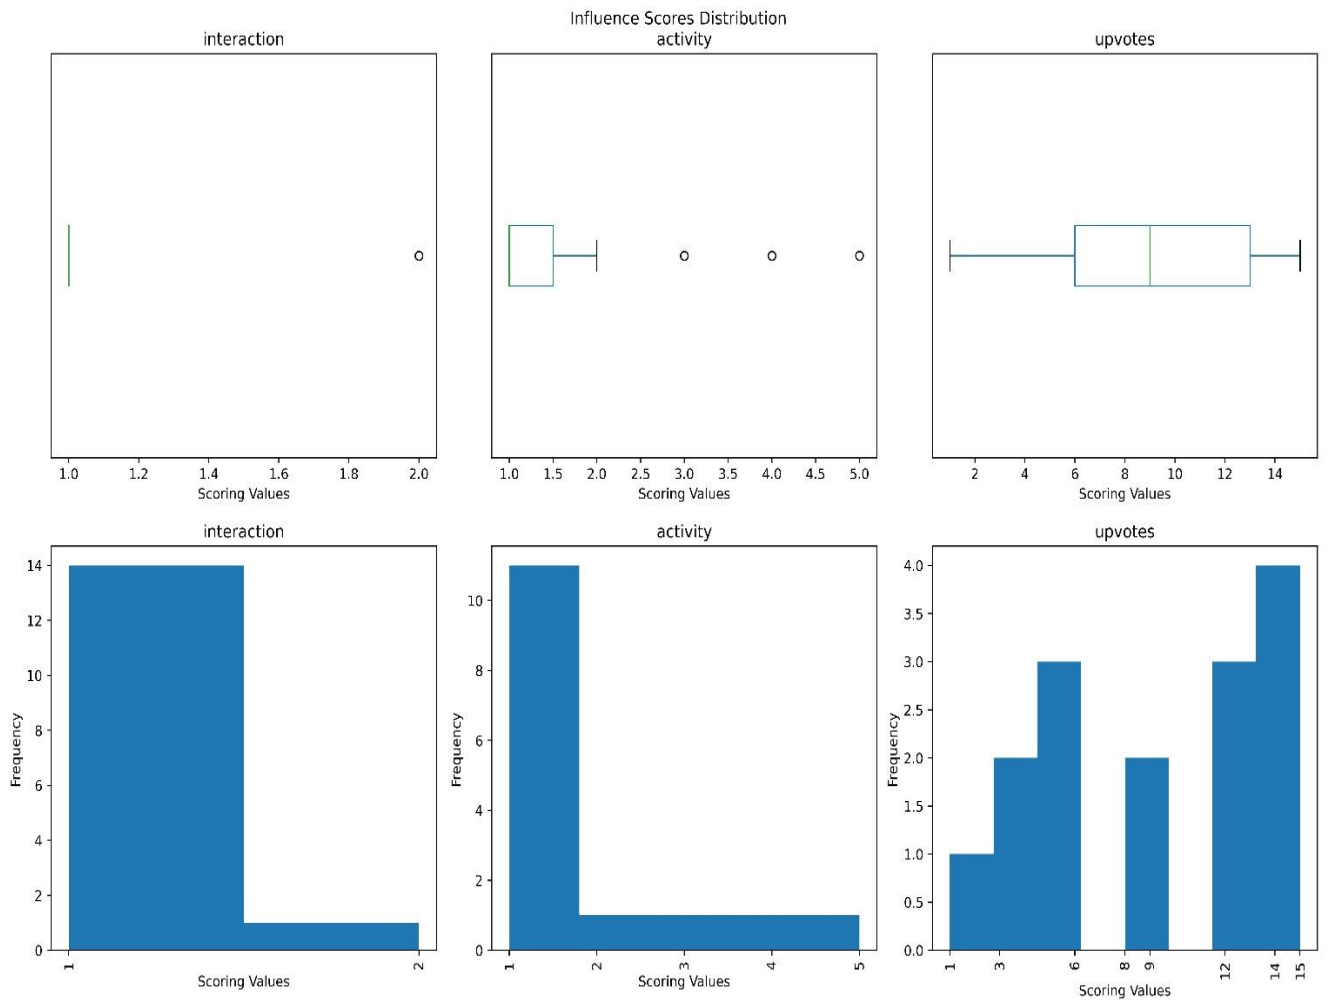 Influence Scores Distribution
interaction
activity
upvotes
1.0 1.2 1.4 1.6 1.8 2.0
Scoring Values
1.0 1.5 2.0 2.5 3.0 3.5 4.0 4.5 5.0
Scoring Values
2 4 6 8 10 12 14
Scoring Values
interaction
activity
upvotes
Frequency
14
12
10
8
6
4
2
0
1 2
Scoring Values
Frequency
10
8
6
4
2
0
1 2 3 4 5
Scoring Values
Frequency
4.0
3.5
3.0
2.5
2.0
1.5
1.0
0.5
0.0
1 3 6 8 9 12 14 15
Scoring Values